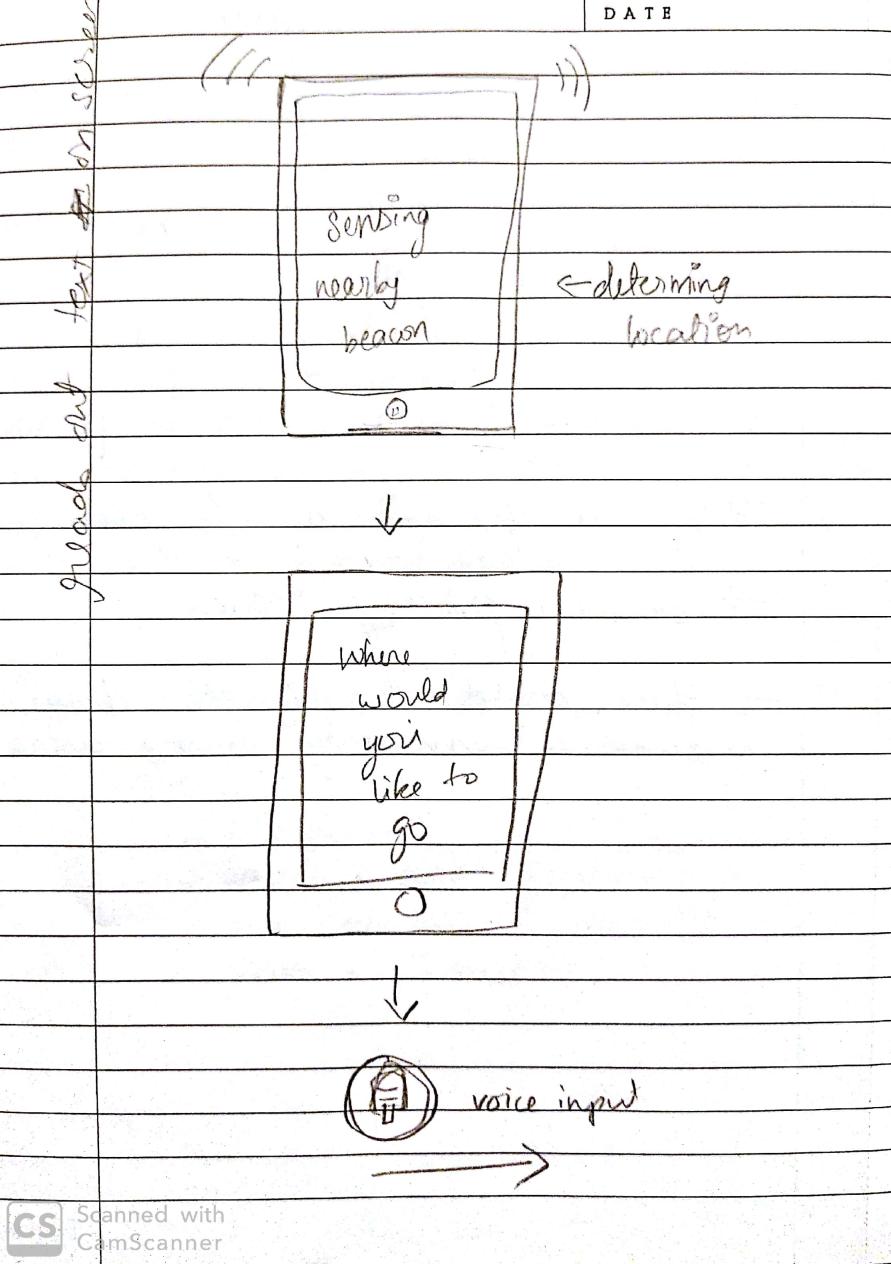 DATE
reads out text on screen
sensing
nearby
beacon
←determing
location
Where
would
you
like to
go
voice input
CS
Scanned with
CamScanner